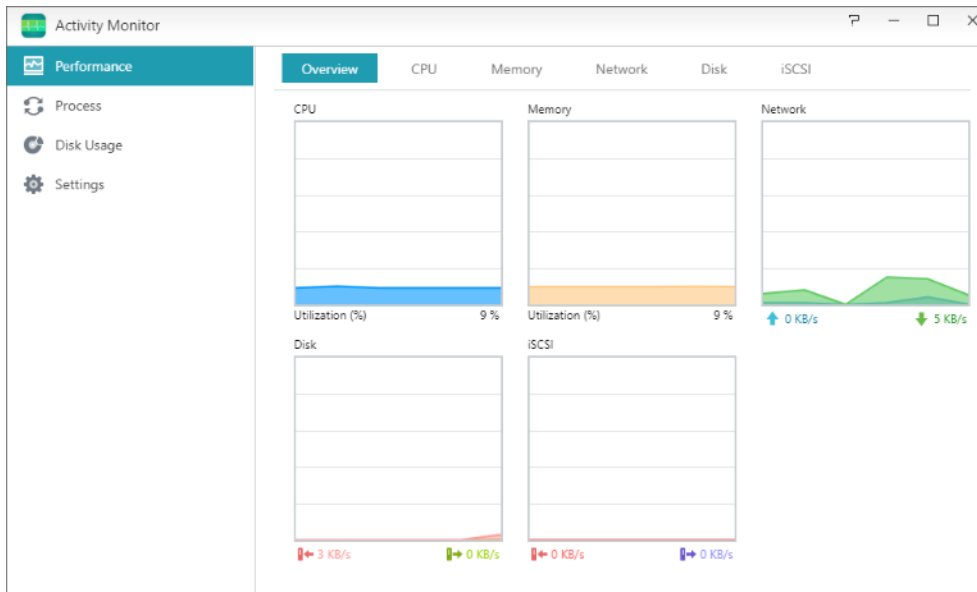 Activity Monitor
Performance
Process
Disk Usage
Settings
Overview CPU Memory Network Disk iSCSI
CPU Memory Network
Utilization (%) 9 % Utilization (%) 9 % 0 KB/s 5 KB/s
Disk iSCSI
3 KB/s 0 KB/s 0 KB/s 0 KB/s